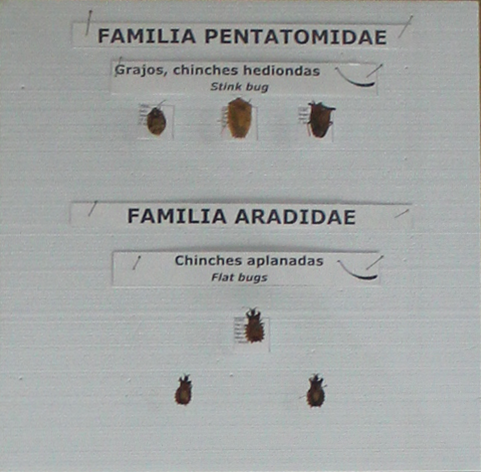 FAMILIA PENTATOMIDAE
Grajos, chinches hediondas
Stink bug
FAMILIA ARADIDAE
Chinches aplanadas
Flat bugs